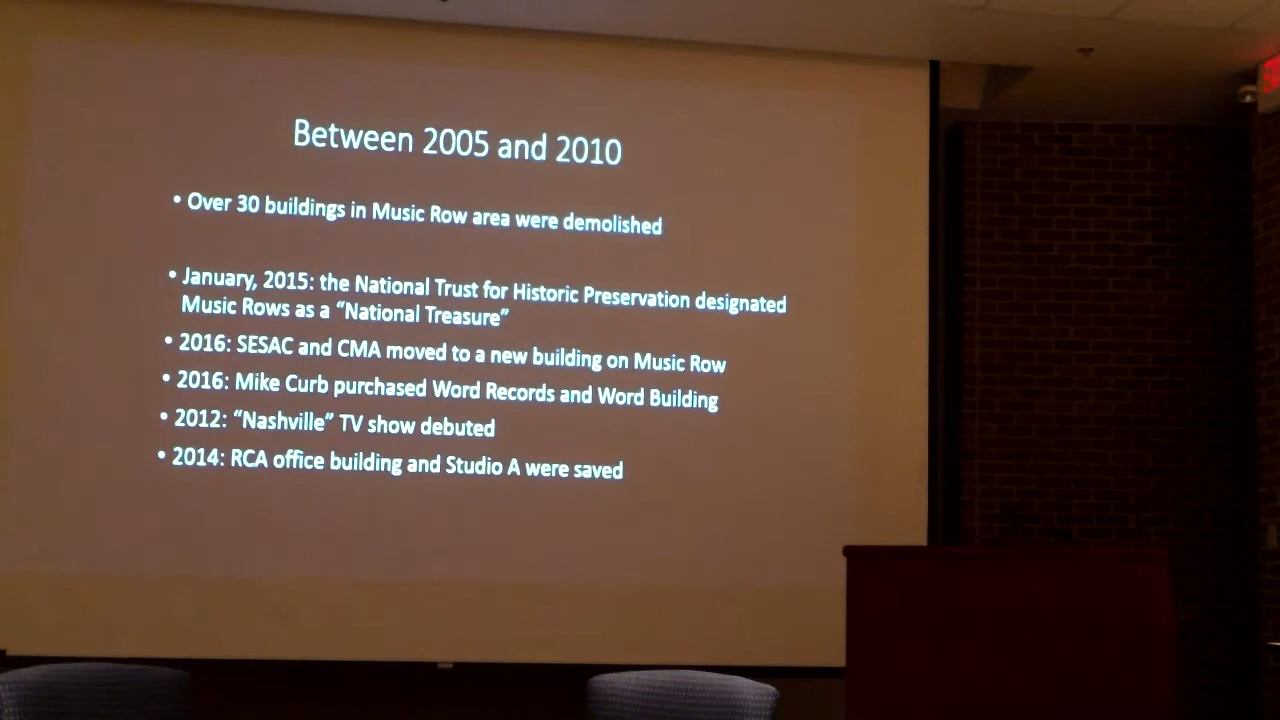 Between 2005 and 2010
• Over 30 buildings in Music Row area were demolished
• January, 2015: the National Trust for Historic Preservation designated
Music Rows as a “National Treasure”
• 2016: SESAC and CMA moved to a new building on Music Row
• 2016: Mike Curb purchased Word Records and Word Building
• 2012: “Nashville” TV show debuted
• 2014: RCA office building and Studio A were saved